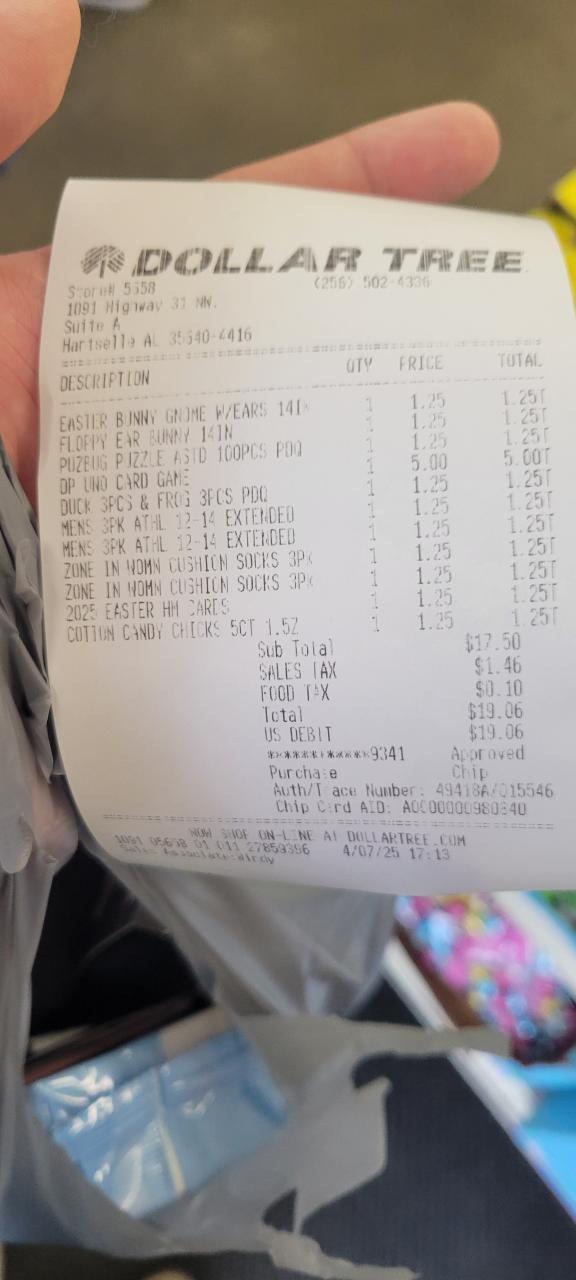 DOLLAR TREE
Store# 5658 (256) 502-4336
1091 Highway 31 NW.
Suite A
Hartselle AL 35640-4416
DESCRIPTION QTY PRICE TOTAL
EASTER BUNNY GNOME W/EARS 14IN 1 1.25 1.25T
FLOPPY EAR BUNNY 14IN 1 1.25 1.25T
PUZBUG PUZZLE ASTD 100PCS PDQ 1 1.25 1.25T
DP UNO CARD GAME 1 5.00 5.00T
DUCK 3PCS & FROG 3PCS PDQ 1 1.25 1.25T
MENS 3PK ATHL 12-14 EXTENDED 1 1.25 1.25T
MENS 3PK ATHL 12-14 EXTENDED 1 1.25 1.25T
ZONE IN WOMN CUSHION SOCKS 3PK 1 1.25 1.25T
ZONE IN WOMN CUSHION SOCKS 3PK 1 1.25 1.25T
2025 EASTER HM CARDS 1 1.25 1.25T
COTTON CANDY CHICKS 5CT 1.5Z 1 1.25 1.25T
Sub Total $17.50
SALES TAX $1.46
FOOD TAX $0.10
Total $19.06
US DEBIT $19.06
************9341 Approved
Purchase Chip
Auth/Trace Number: 49418A/015546
Chip Card AID: A0000000980840
NOW SHOP ON-LINE AT DOLLARTREE.COM
1091 05658 01 011 27859396 4/07/25 17:13
Sales Associate: